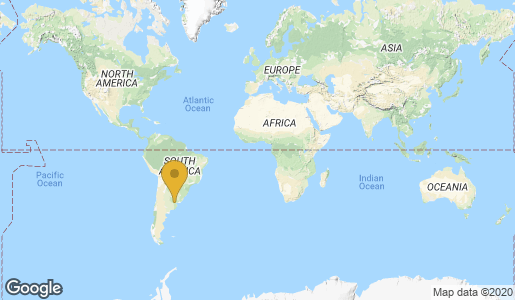 ASIA
NORTH
AMERICA
EUROPE
Atlantic
Ocean
AFRICA
SOUTH
AMERICA
Pacific
Ocean
Indian
Ocean
OCEANIA
Google
Map data ©2020